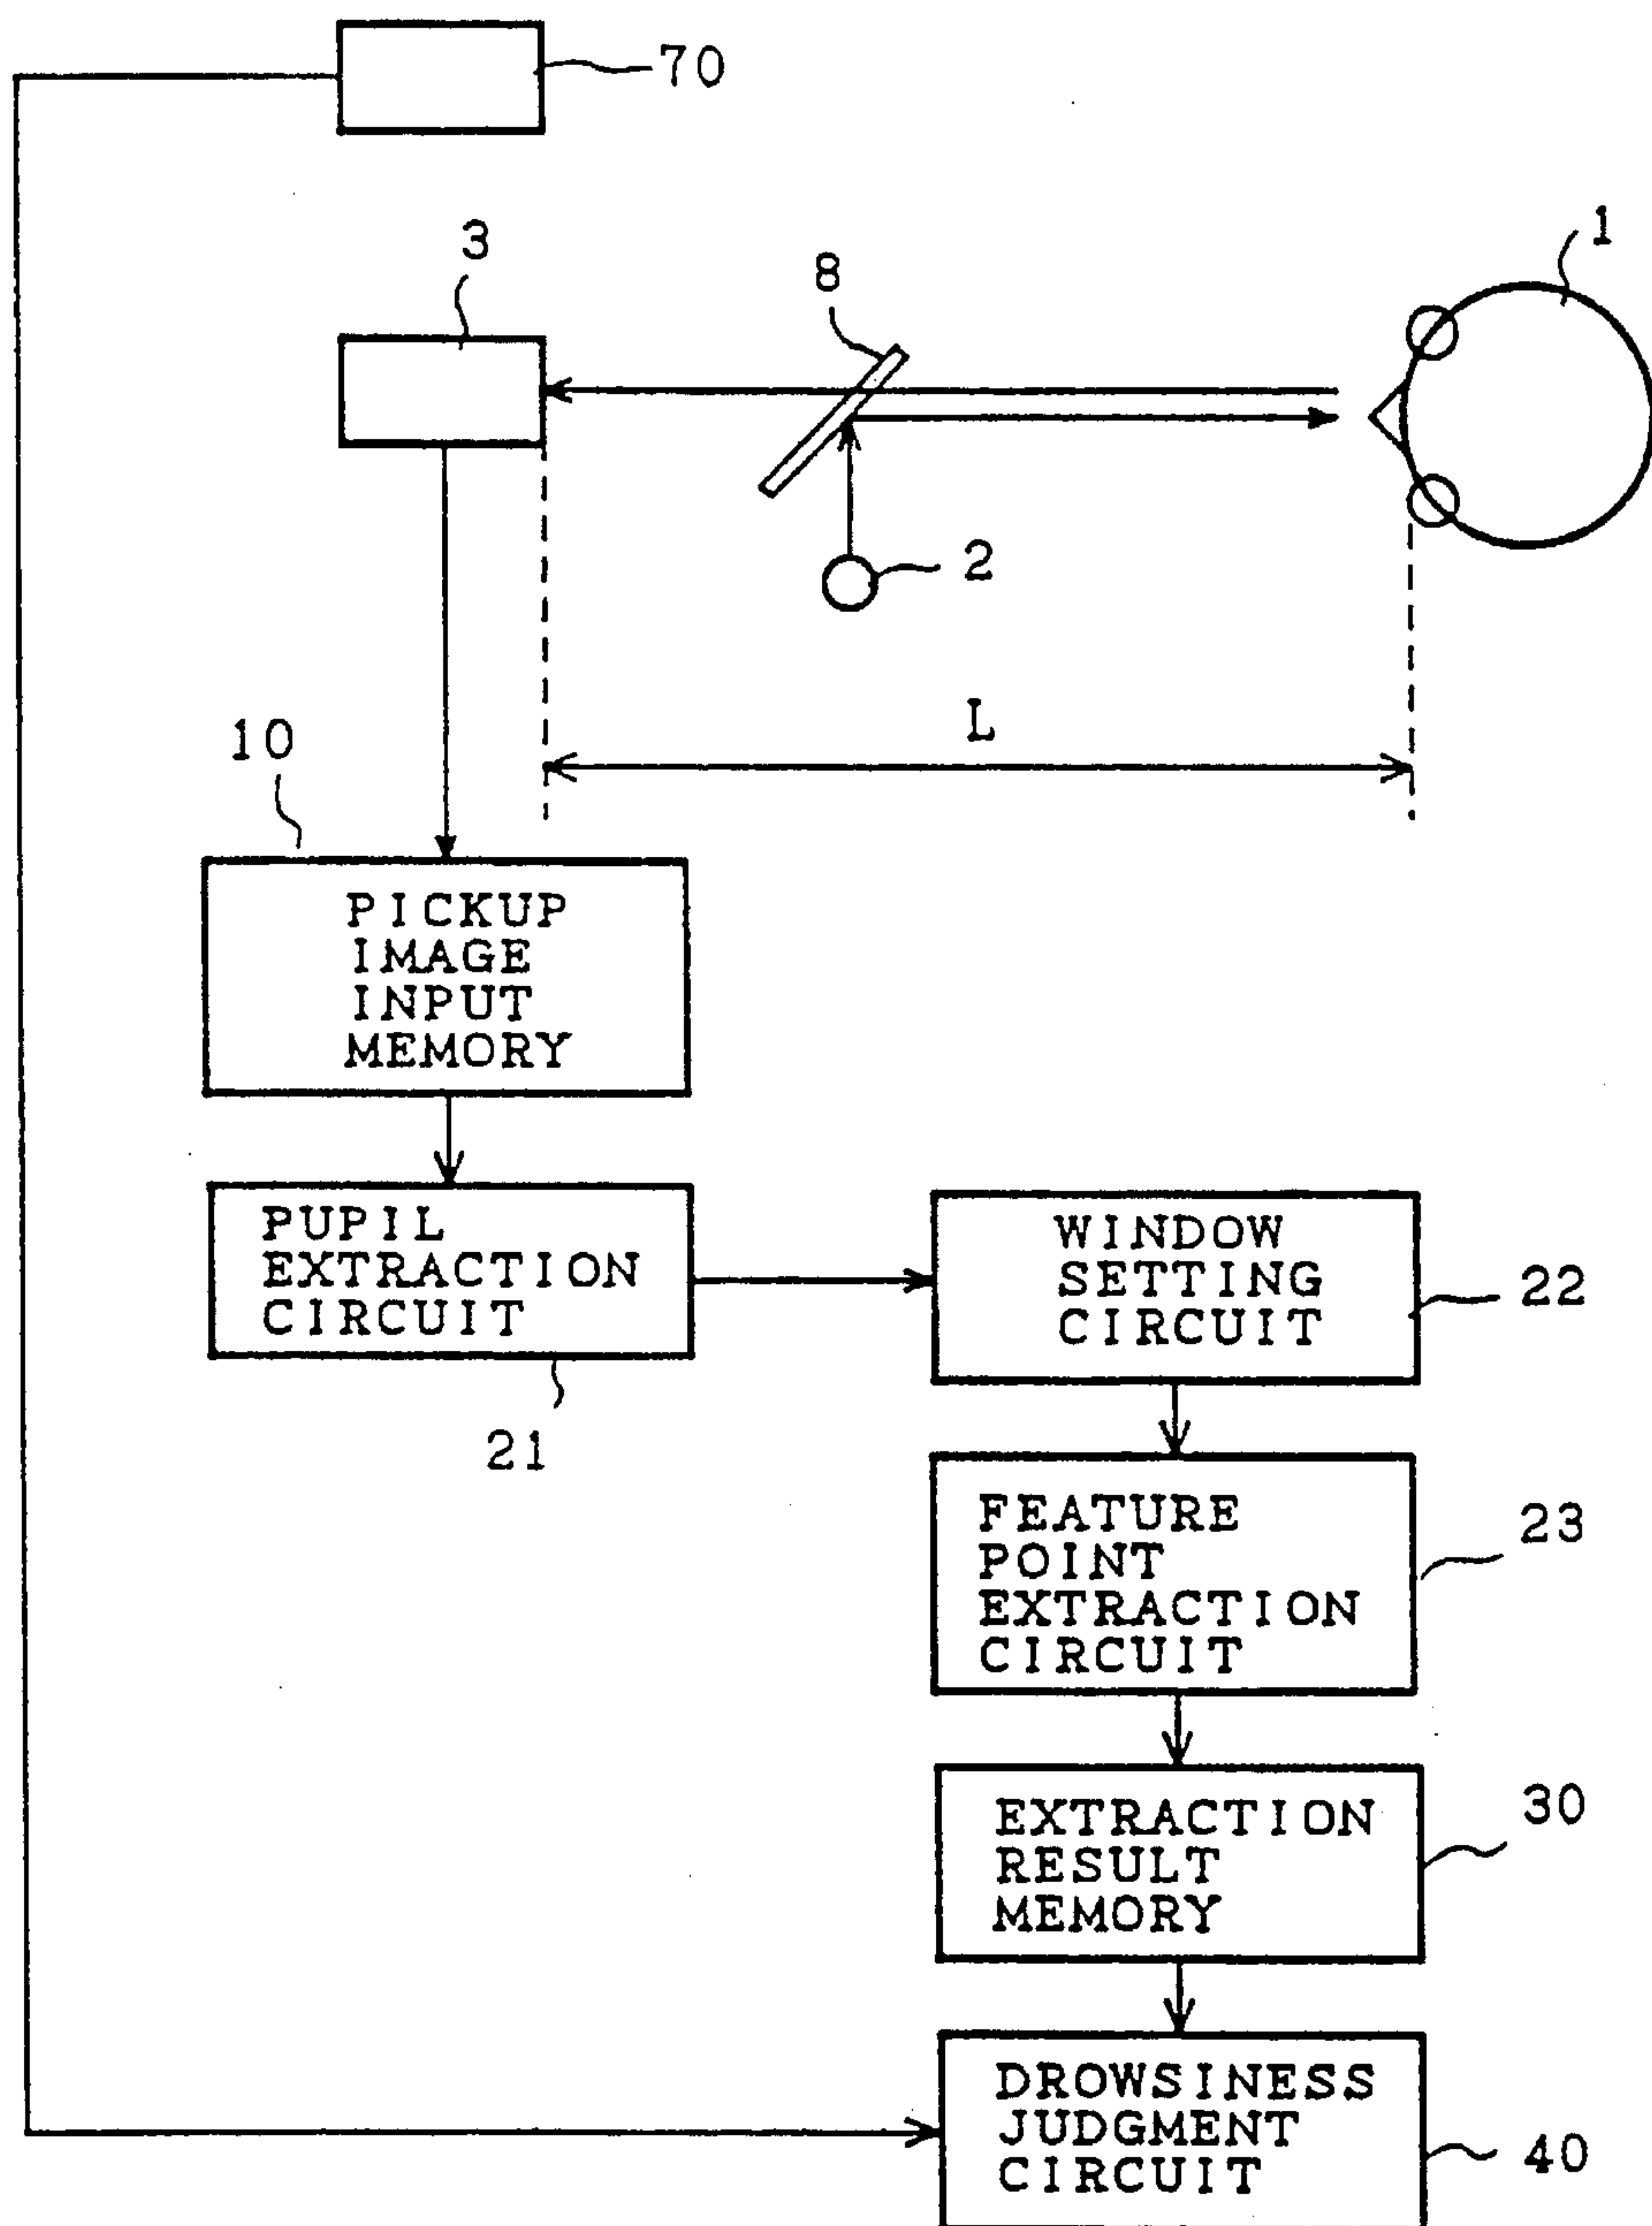 70
1
3
8
2
L
10
PICKUP
IMAGE
INPUT
MEMORY
PUPIL
EXTRACTION
CIRCUIT
21
WINDOW
SETTING
CIRCUIT
22
FEATURE
POINT
EXTRACTION
CIRCUIT
23
EXTRACTION
RESULT
MEMORY
30
DROWSINESS
JUDGMENT
CIRCUIT
40